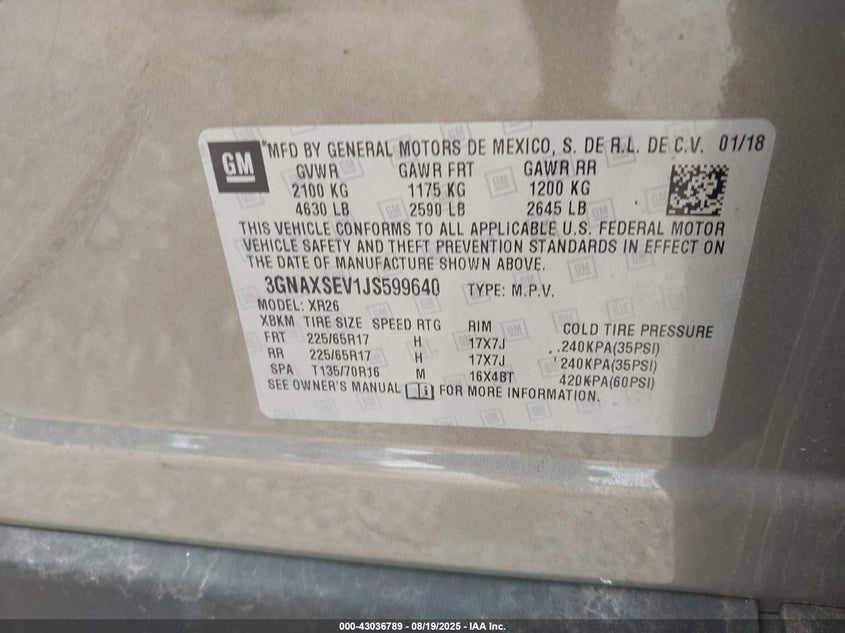 GM
*MFD BY GENERAL MOTORS DE MEXICO, S. DE R.L. DE C.V. 01/18
GVWR GAWR FRT GAWR RR
2100 KG 1175 KG 1200 KG
4630 LB 2590 LB 2645 LB
THIS VEHICLE CONFORMS TO ALL APPLICABLE U.S. FEDERAL MOTOR
VEHICLE SAFETY AND THEFT PREVENTION STANDARDS IN EFFECT ON
THE DATE OF MANUFACTURE SHOWN ABOVE.
3GNAXSEV1JS599640 TYPE: M.P.V.
MODEL: XR26
XBKM TIRE SIZE SPEED RTG RIM COLD TIRE PRESSURE
FRT 225/65R17 H 17X7J 240KPA(35PSI)
RR 225/65R17 H 17X7J 240KPA(35PSI)
SPA T135/70R16 M 16X4BT 420KPA(60PSI)
SEE OWNER'S MANUAL FOR MORE INFORMATION.
000-43036789 - 08/19/2025 - IAA Inc.